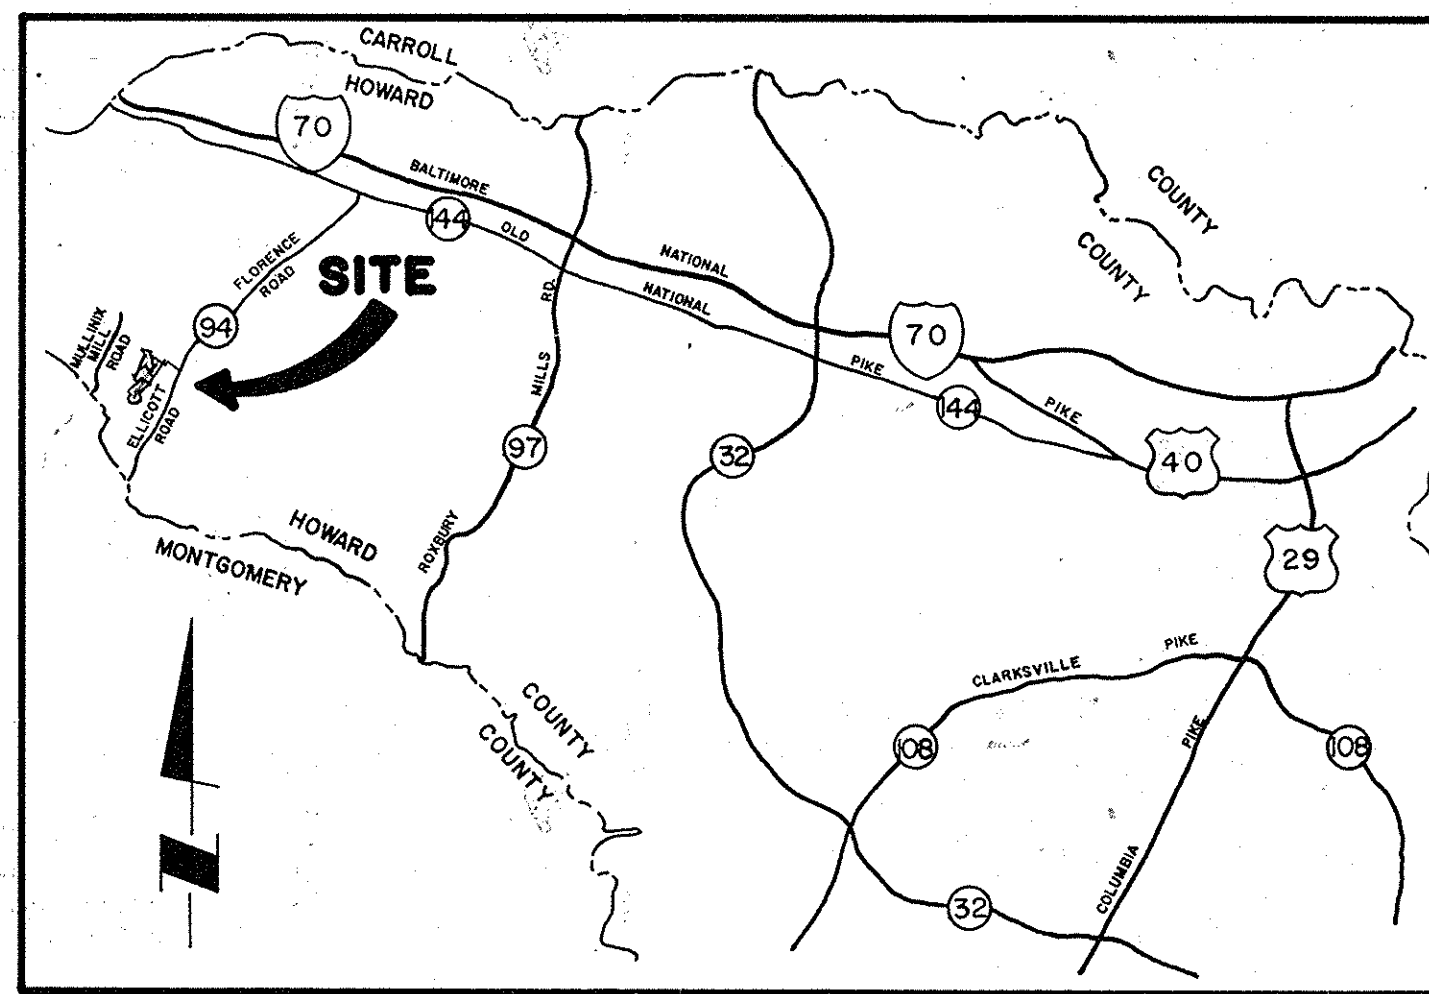 CARROLL
HOWARD
70
BALTIMORE
144
OLD
NATIONAL
NATIONAL
COUNTY
COUNTY
FLORENCE
ROAD
SITE
RD.
94
MULLINIX
MILL
ROAD
70
PIKE
MILLS
144
PIKE
ELLICOTT
ROAD
97
32
40
HOWARD
MONTGOMERY
ROXBURY
29
PIKE
CLARKSVILLE
COUNTY
COUNTY
PIKE
108
108
COLUMBIA
32
N